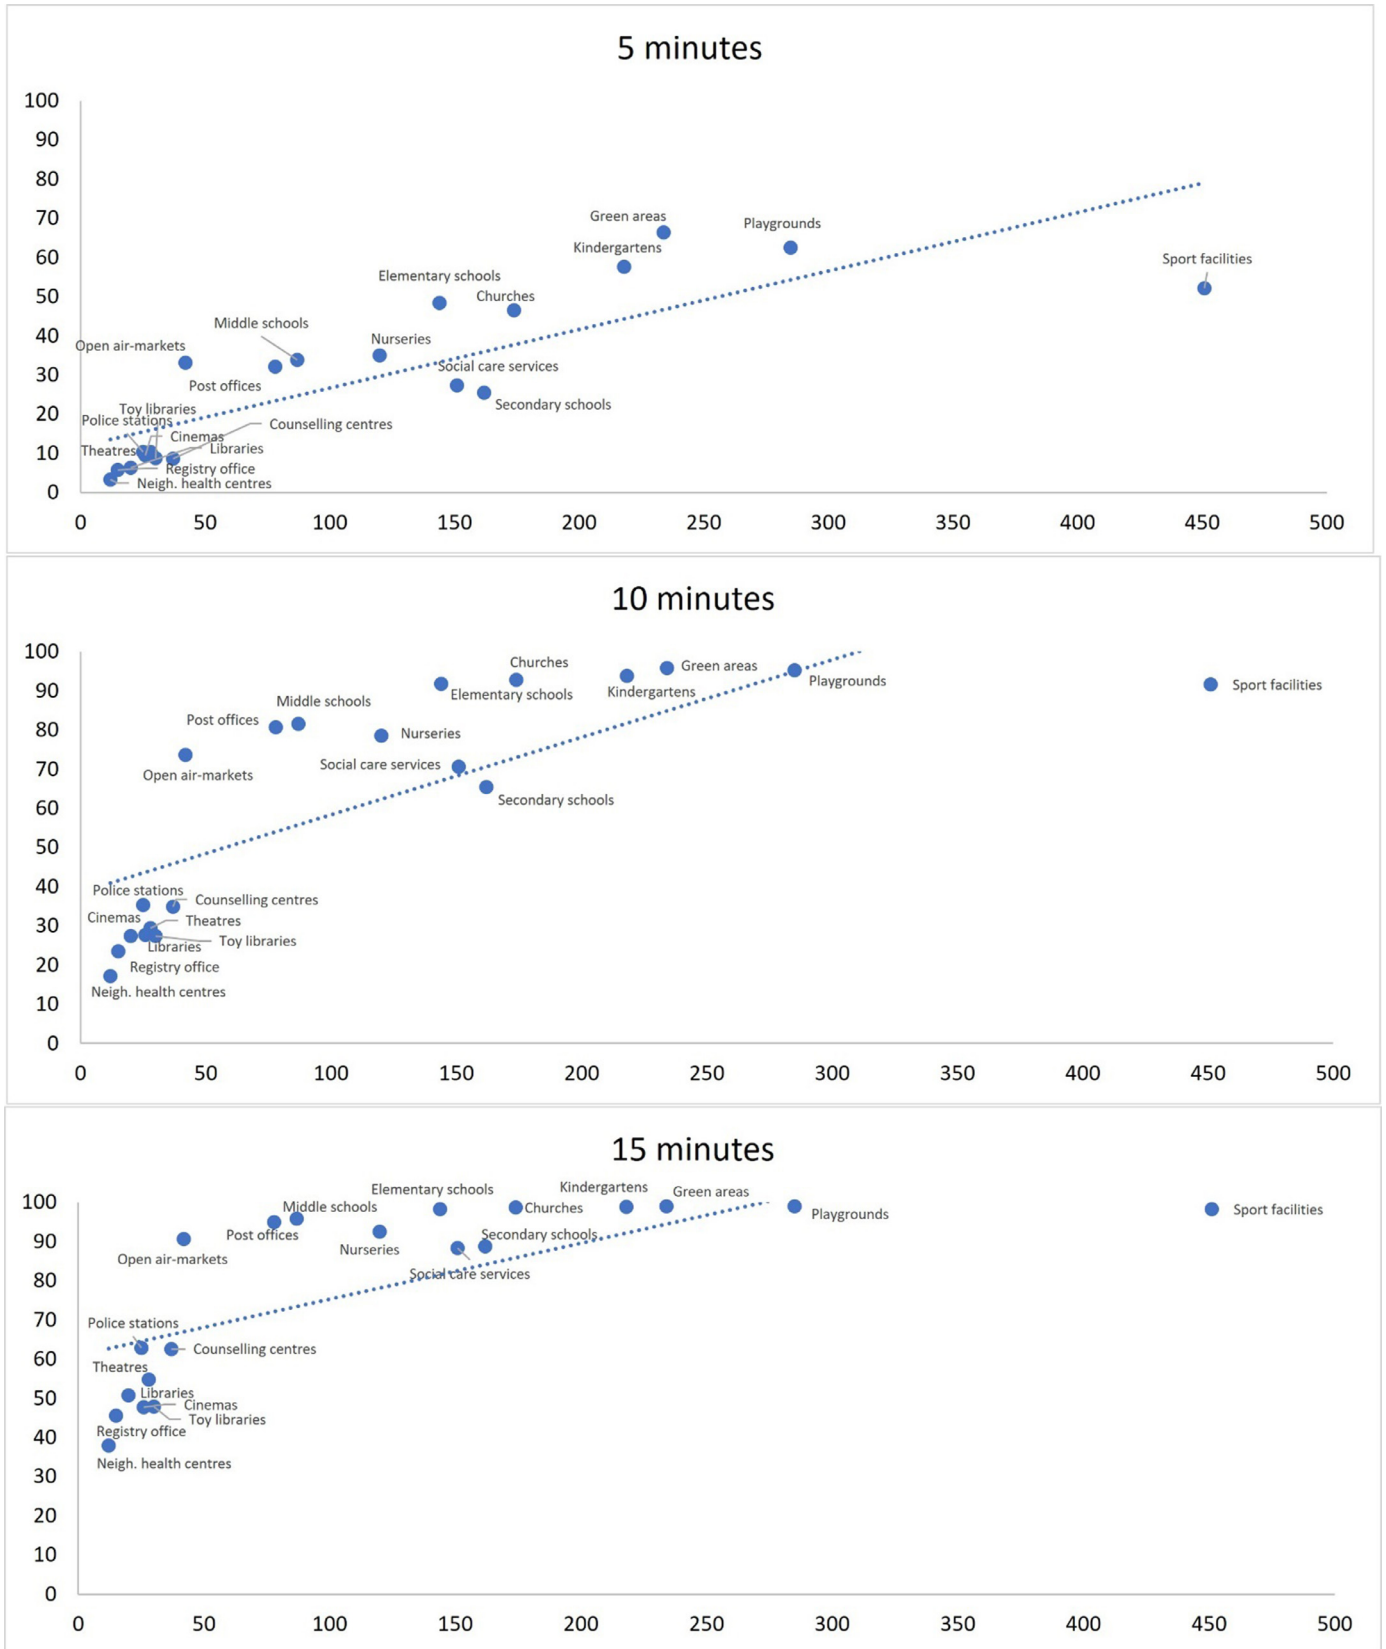 5 minutes
100
90
80
70
60
50
40
30
20
10
0
Green areas
Playgrounds
Kindergartens
Sport facilities
Elementary schools
Churches
Middle schools
Open air-markets
Nurseries
Post offices
Social care services
Secondary schools
Toy libraries
Police stations
Counselling centres
Cinemas
Theatres
Libraries
Registry office
Neigh. health centres
0 50 100 150 200 250 300 350 400 450 500
10 minutes
100
90
80
70
60
50
40
30
20
10
0
Churches
Green areas
Playgrounds
Sport facilities
Elementary schools
Kindergartens
Middle schools
Post offices
Nurseries
Social care services
Open air-markets
Secondary schools
Police stations
Counselling centres
Cinemas
Theatres
Toy libraries
Libraries
Registry office
Neigh. health centres
0 50 100 150 200 250 300 350 400 450 500
15 minutes
100
90
80
70
60
50
40
30
20
10
0
Elementary schools
Kindergartens
Green areas
Middle schools
Churches
Playgrounds
Sport facilities
Post offices
Secondary schools
Nurseries
Open air-markets
Social care services
Police stations
Counselling centres
Theatres
Libraries
Cinemas
Toy libraries
Registry office
Neigh. health centres
0 50 100 150 200 250 300 350 400 450 500